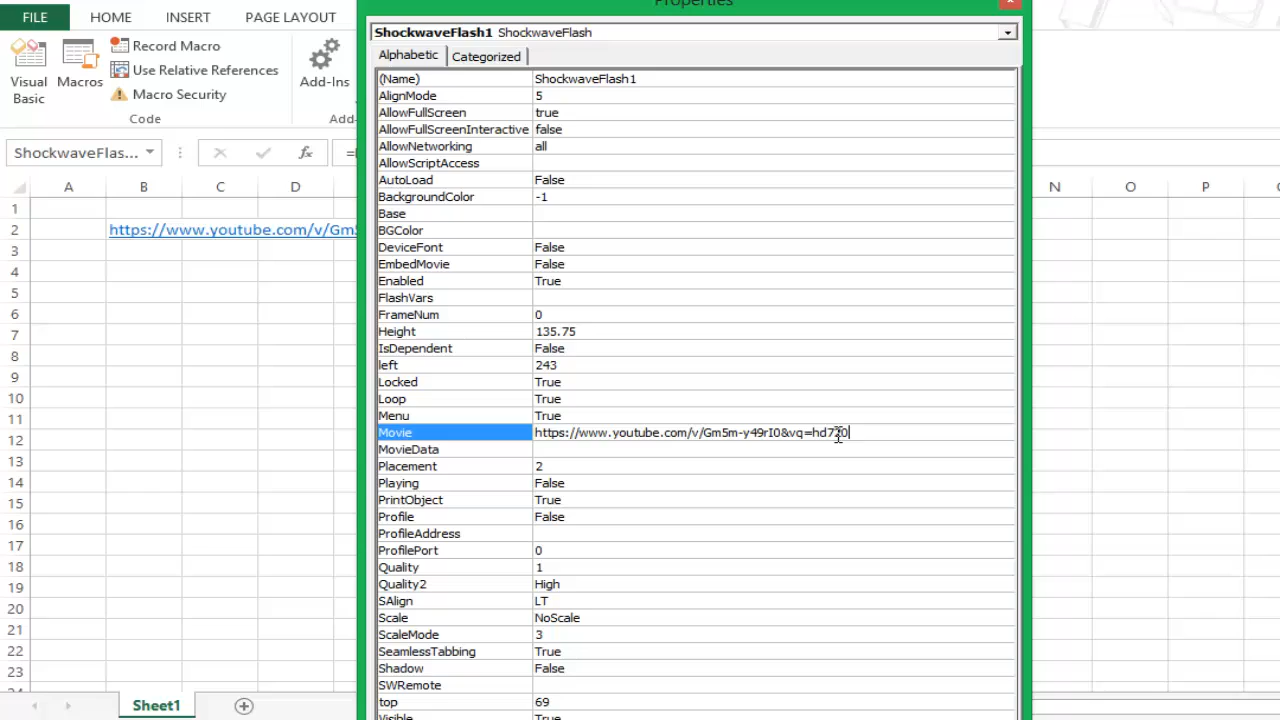 Properties
FILE HOME INSERT PAGE LAYOUT
Visual Basic
Macros
Record Macro
Use Relative References
Macro Security
Code
Add-Ins
ShockwaveFlas...
fx
A B C D N O P
1
2 https://www.youtube.com/v/Gm
3
4
5
6
7
8
9
10
11
12
13
14
15
16
17
18
19
20
21
22
23
24
Sheet1
ShockwaveFlash1 ShockwaveFlash
Alphabetic Categorized
(Name) ShockwaveFlash1
AlignMode 5
AllowFullScreen true
AllowFullScreenInteractive false
AllowNetworking all
AllowScriptAccess
AutoLoad False
BackgroundColor -1
Base
BGColor
DeviceFont False
EmbedMovie False
Enabled True
FlashVars
FrameNum 0
Height 135.75
IsDependent False
left 243
Locked True
Loop True
Menu True
Movie https://www.youtube.com/v/Gm5m-y49rI0&vq=hd720
MovieData
Placement 2
Playing False
PrintObject True
Profile False
ProfileAddress
ProfilePort 0
Quality 1
Quality2 High
SAlign LT
Scale NoScale
ScaleMode 3
SeamlessTabbing True
Shadow False
SWRemote
top 69
Visible True